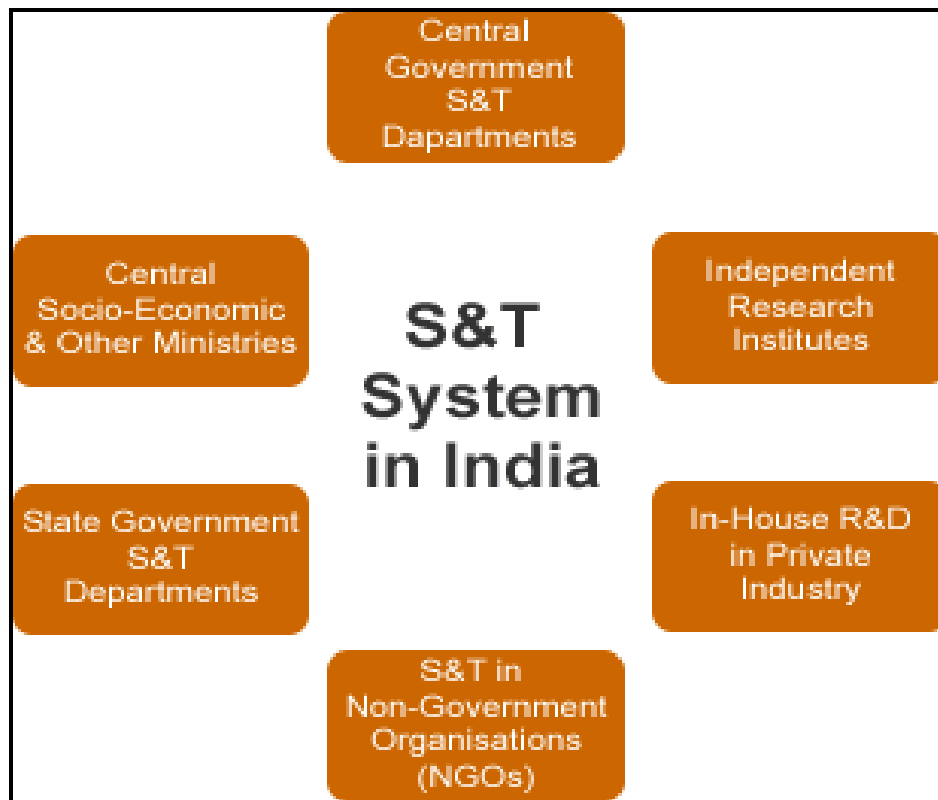 Central
Government
S&T
Dapartments
Central
Socio-Economic
& Other Ministries
Independent
Research
Institutes
S&T
System
in India
State Government
S&T
Departments
In-House R&D
in Private
Industry
S&T in
Non-Government
Organisations
(NGOs)